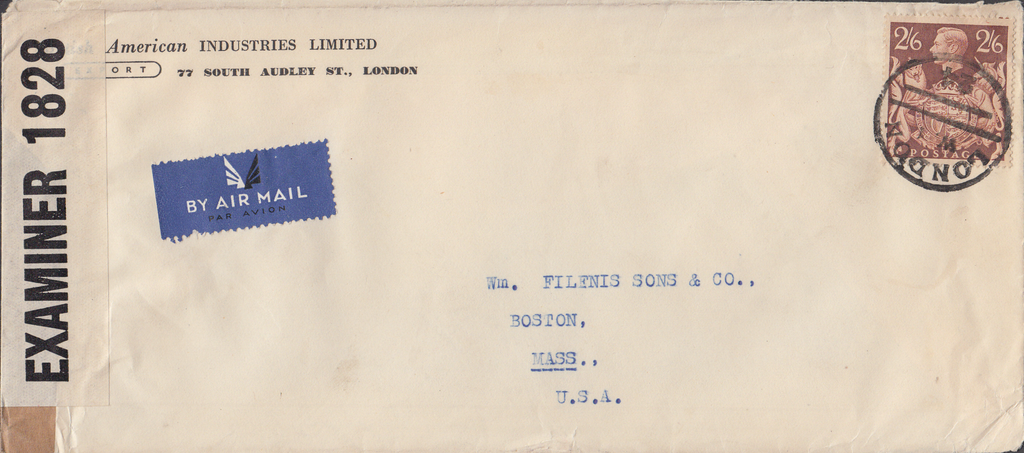 American INDUSTRIES LIMITED
PORT
77 SOUTH AUDLEY ST., LONDON
EXAMINER 1828
2/6 2/6
POSTAGE
LONDON
BY AIR MAIL
PAR AVION
Wm. FILENIS SONS & CO.,
BOSTON,
MASS.,
U.S.A.